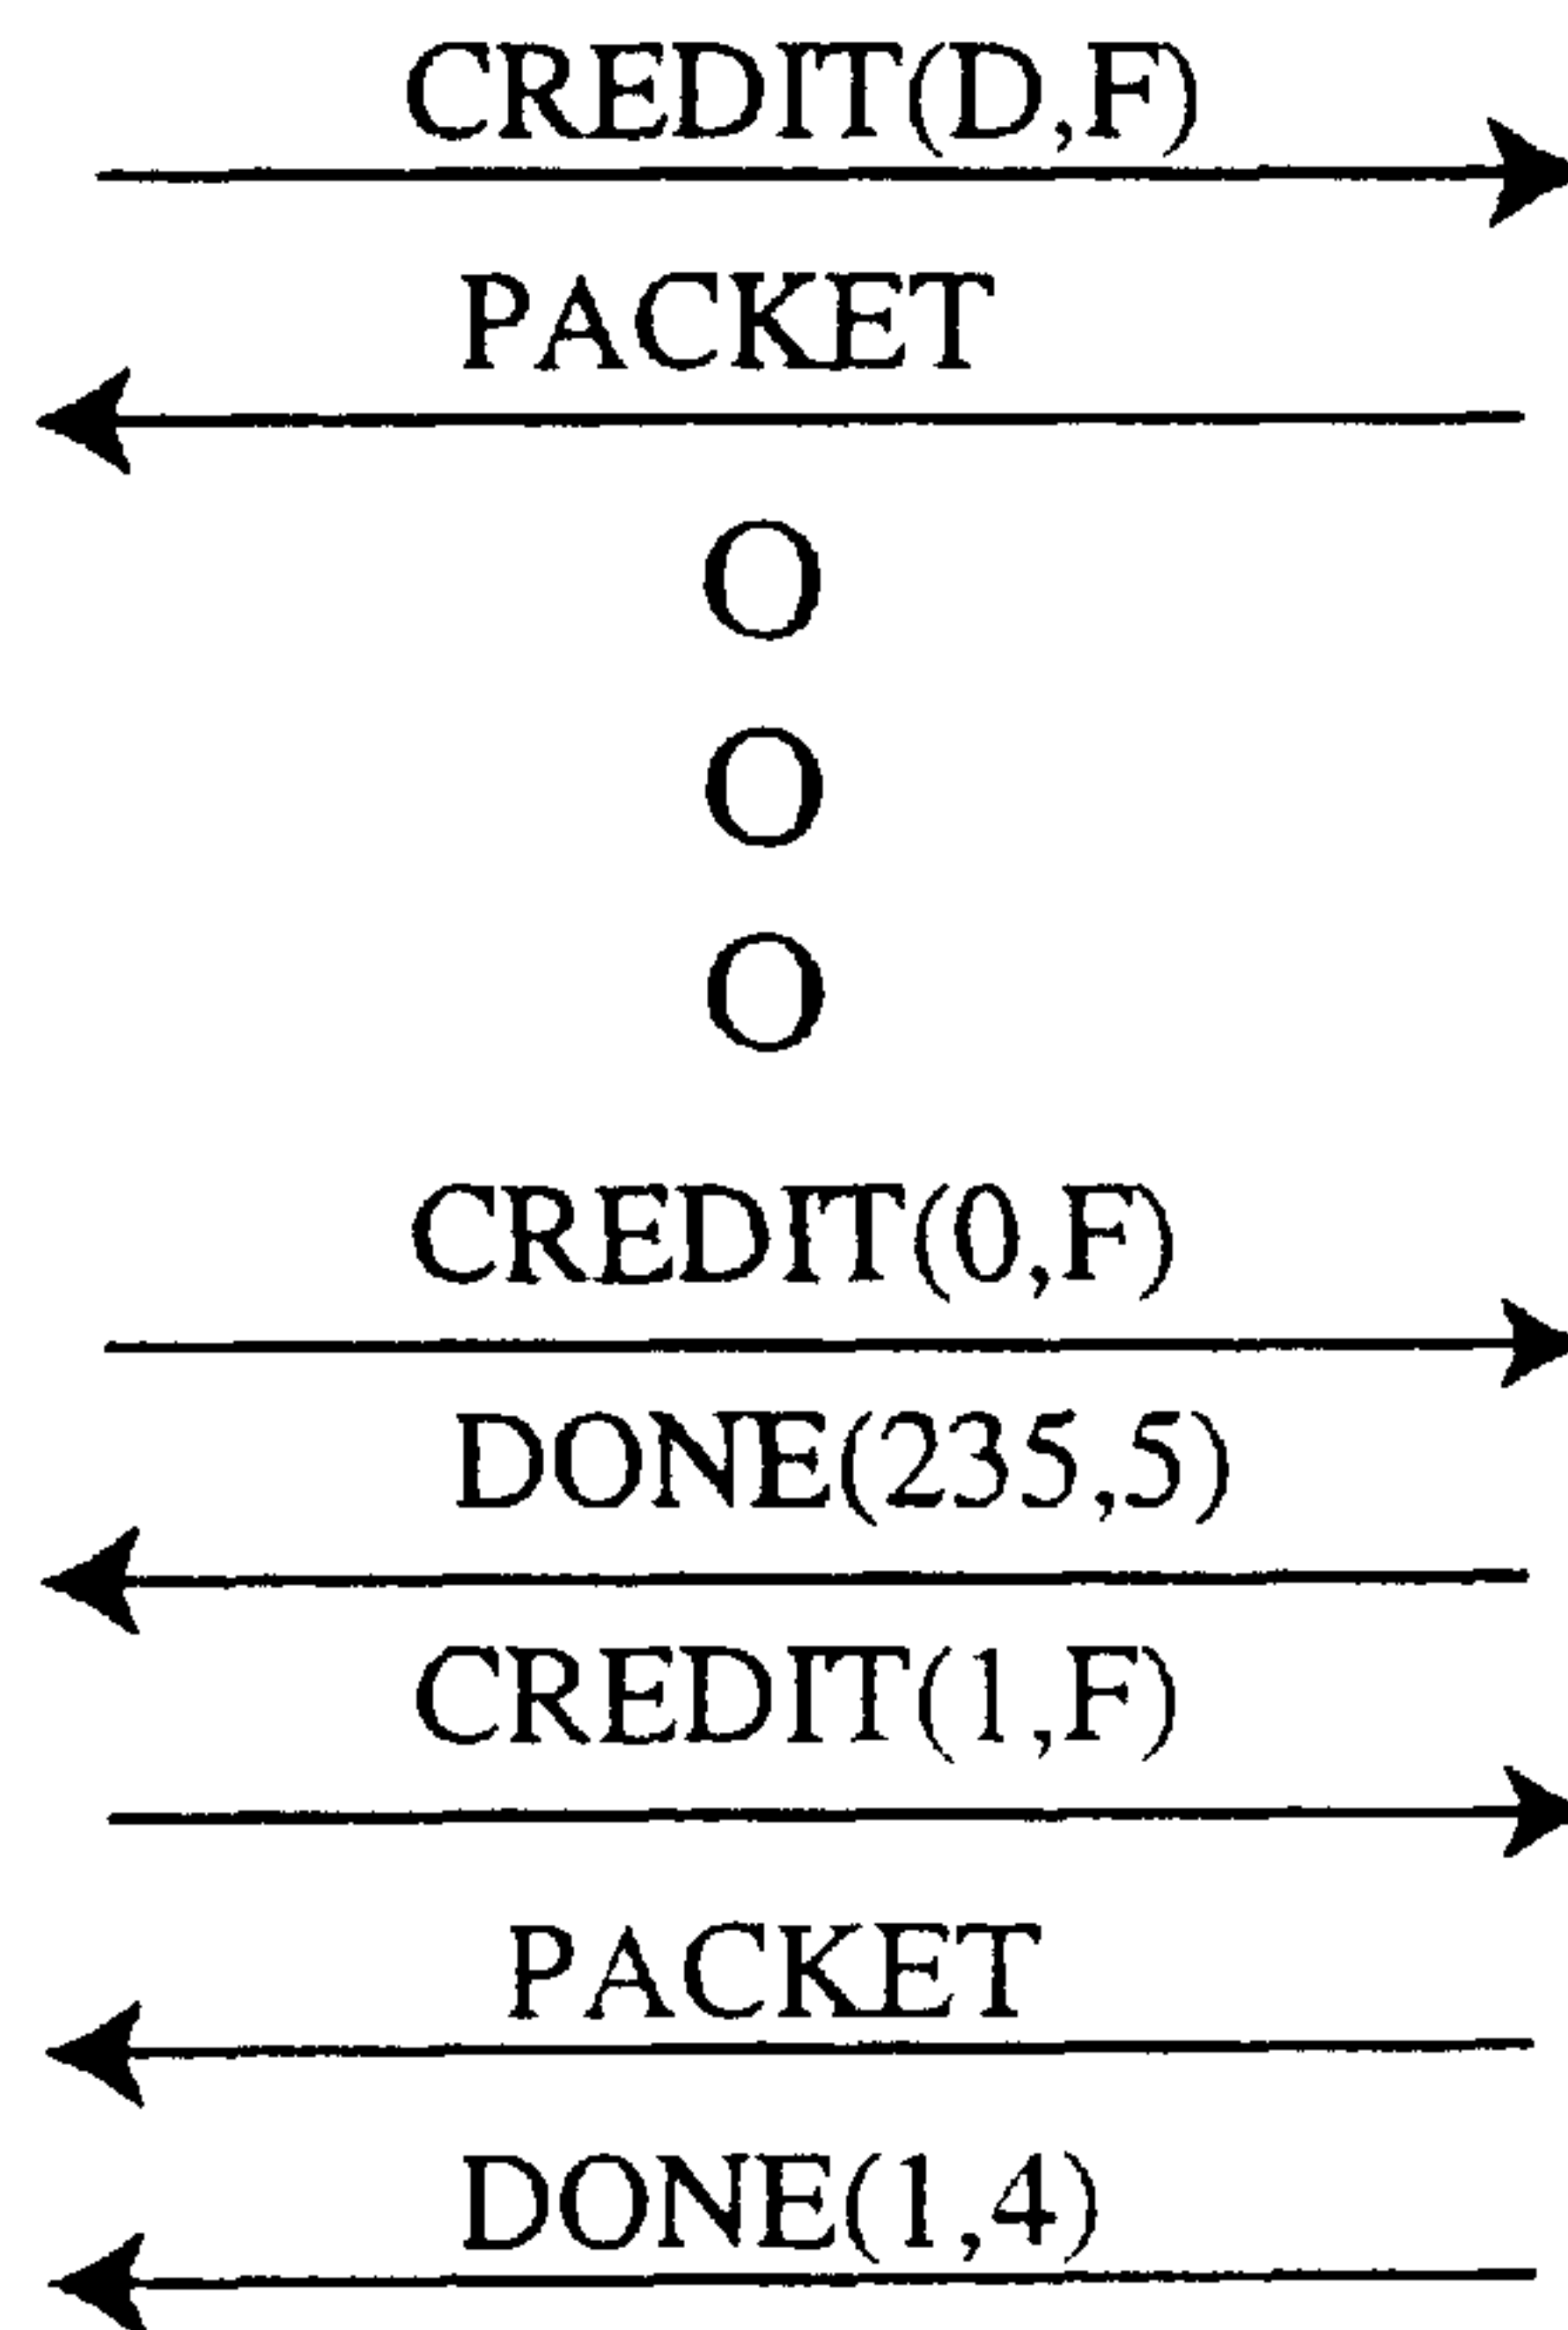 CREDIT(D,F)
PACKET
O
O
O
CREDIT(0,F)
DONE(235,5)
CREDIT(1,F)
PACKET
DONE(1,4)